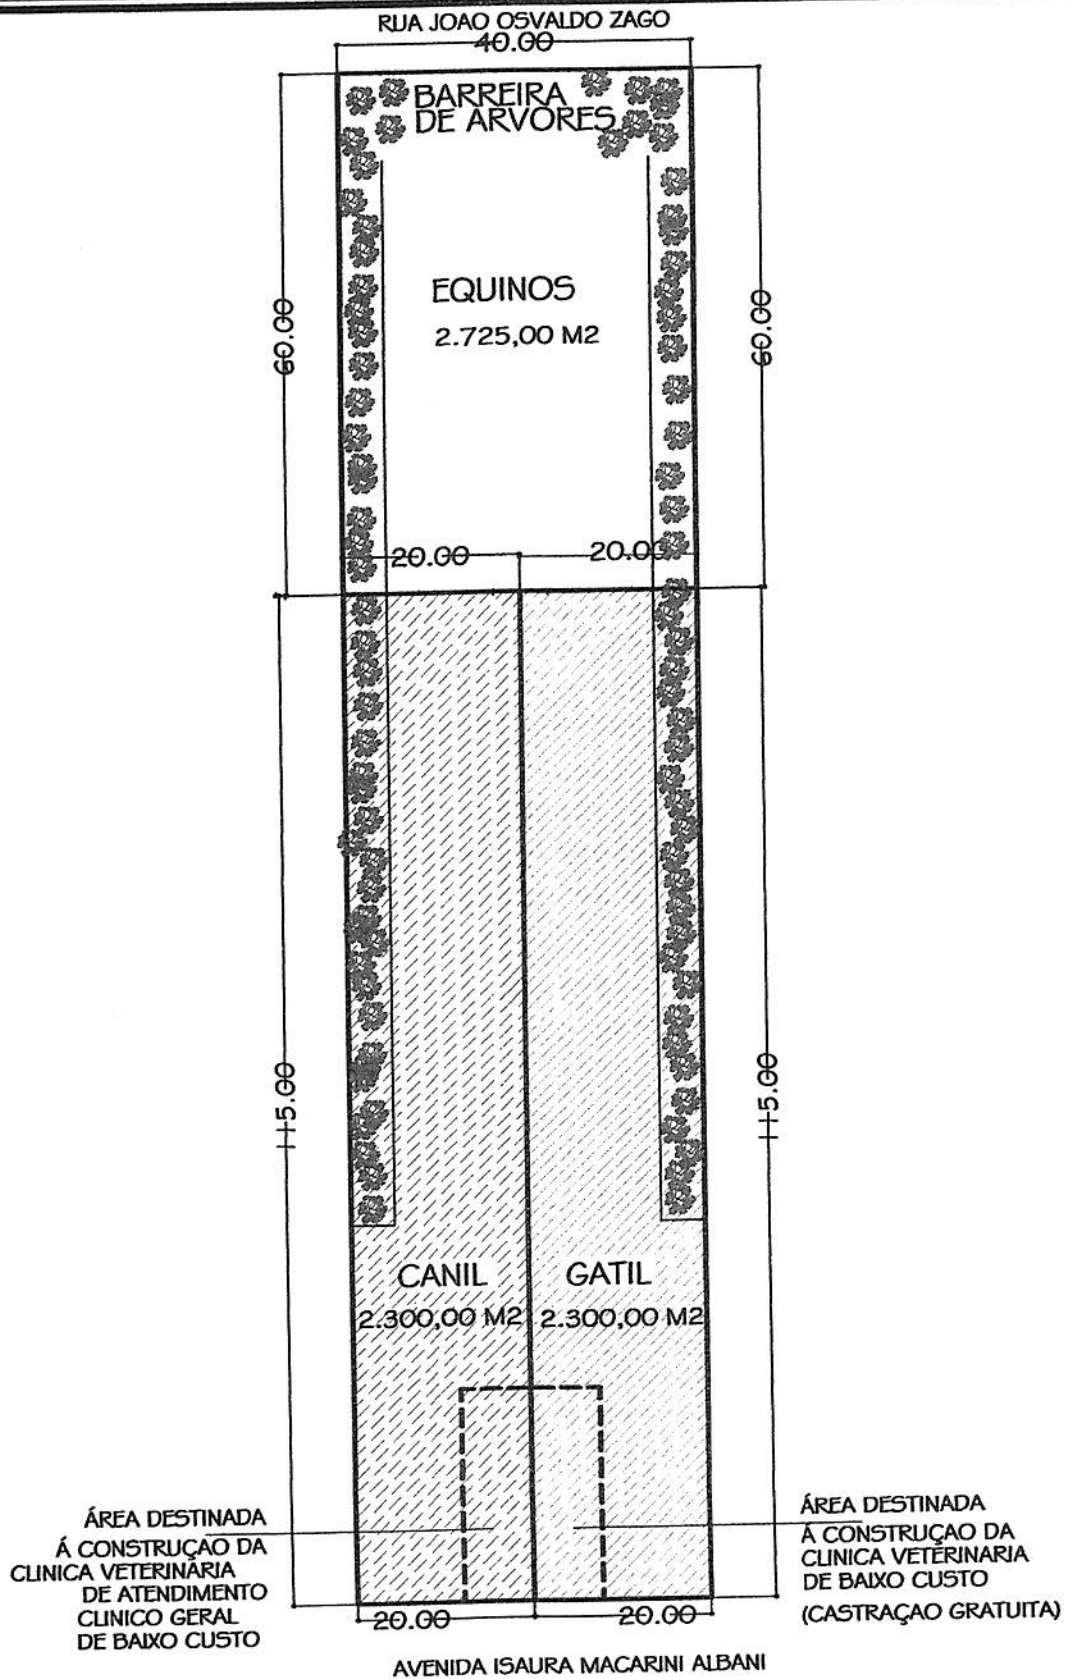 RUA JOAO OSVALDO ZAGO
40.00
BARREIRA
DE ARVORES
EQUINOS
2.725,00 M2
60.00
60.00
20.00
20.00
115.00
115.00
CANIL
2.300,00 M2
GATIL
2.300,00 M2
ÁREA DESTINADA
Á CONSTRUÇAO DA
CLINICA VETERINARIA
DE ATENDIMENTO
CLINICO GERAL
DE BAIXO CUSTO
ÁREA DESTINADA
Á CONSTRUÇAO DA
CLINICA VETERINARIA
DE BAIXO CUSTO
(CASTRAÇAO GRATUITA)
20.00
20.00
AVENIDA ISAURA MACARINI ALBANI